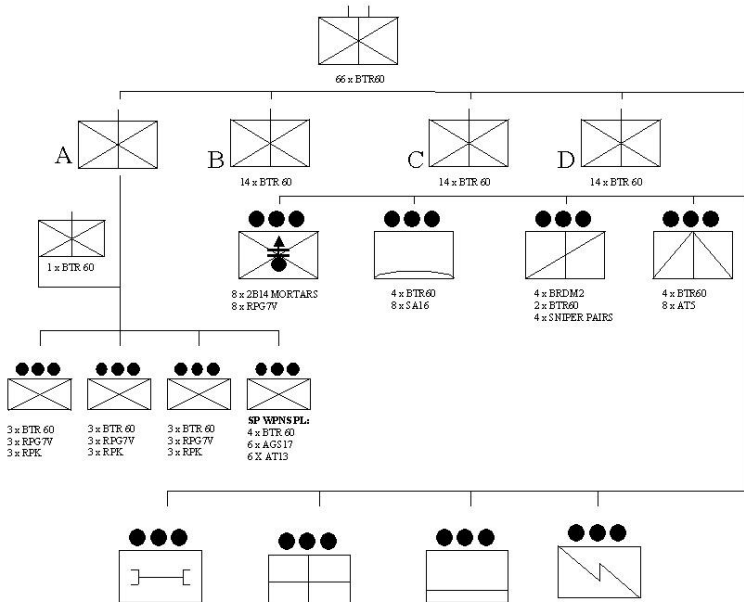 66 x BTR60
A
B
C
D
14 x BTR 60
14 x BTR 60
14 x BTR 60
1 x BTR 60
8 x 2B14 MORTARS
8 x RPG7V
4 x BTR60
8 x SA16
4 x BRDM2
2 x BTR60
4 x SNIPER PAIRS
4 x BTR60
8 x AT5
3 x BTR 60
3 x RPG7V
3 x RPK
3 x BTR 60
3 x RPG7V
3 x RPK
3 x BTR 60
3 x RPG7V
3 x RPK
SP WPNS PL:
4 x BTR 60
6 x AGS17
6 X AT13